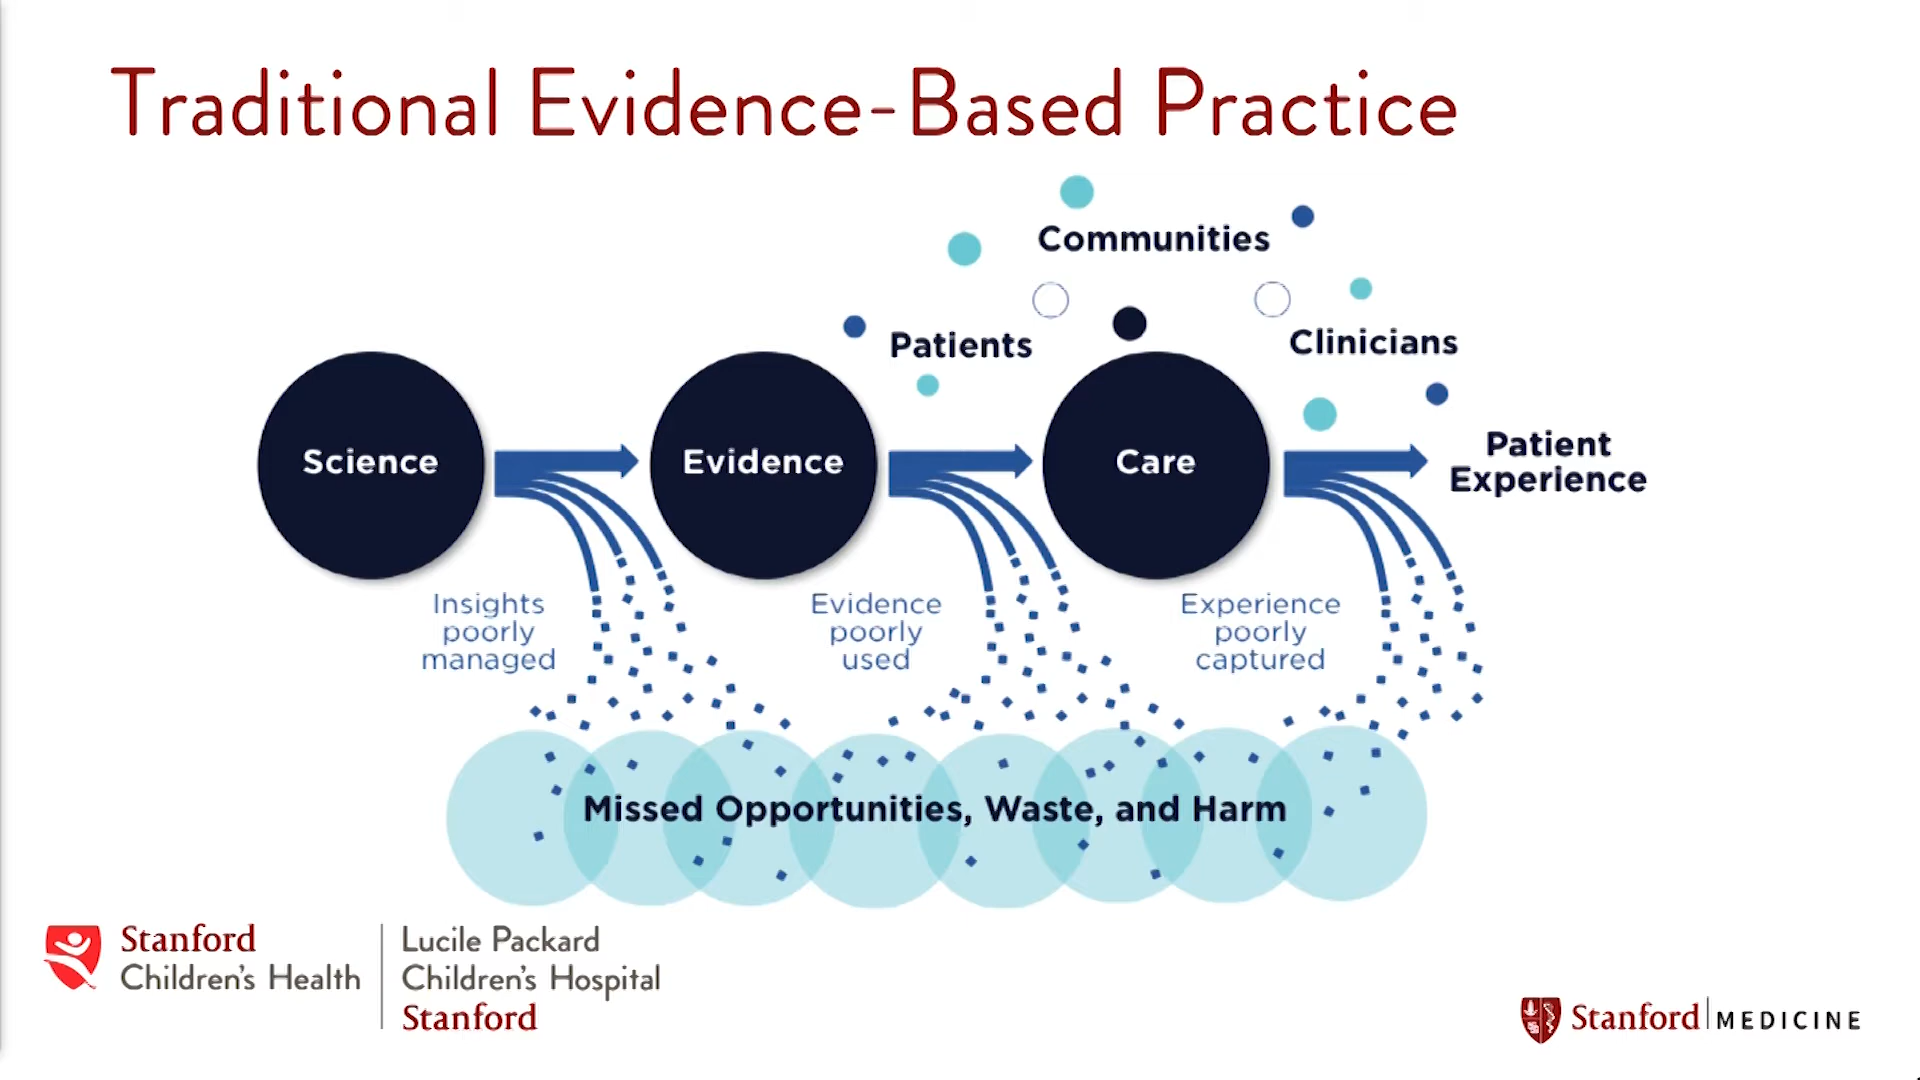 Traditional Evidence-Based Practice
Communities
Patients
Clinicians
Science
Evidence
Care
Patient
Experience
Insights
poorly
managed
Evidence
poorly
used
Experience
poorly
captured
Missed Opportunities, Waste, and Harm
Stanford
Children's Health
Lucile Packard
Children's Hospital
Stanford
Stanford MEDICINE